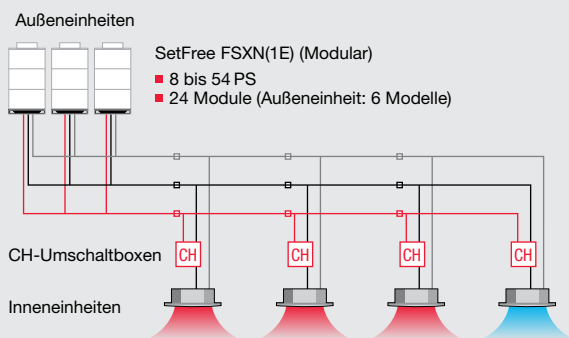 Außeneinheiten
SetFree FSXN(1E) (Modular)
8 bis 54 PS
24 Module (Außeneinheit: 6 Modelle)
CH-Umschaltboxen
CH
CH
CH
CH
Inneneinheiten